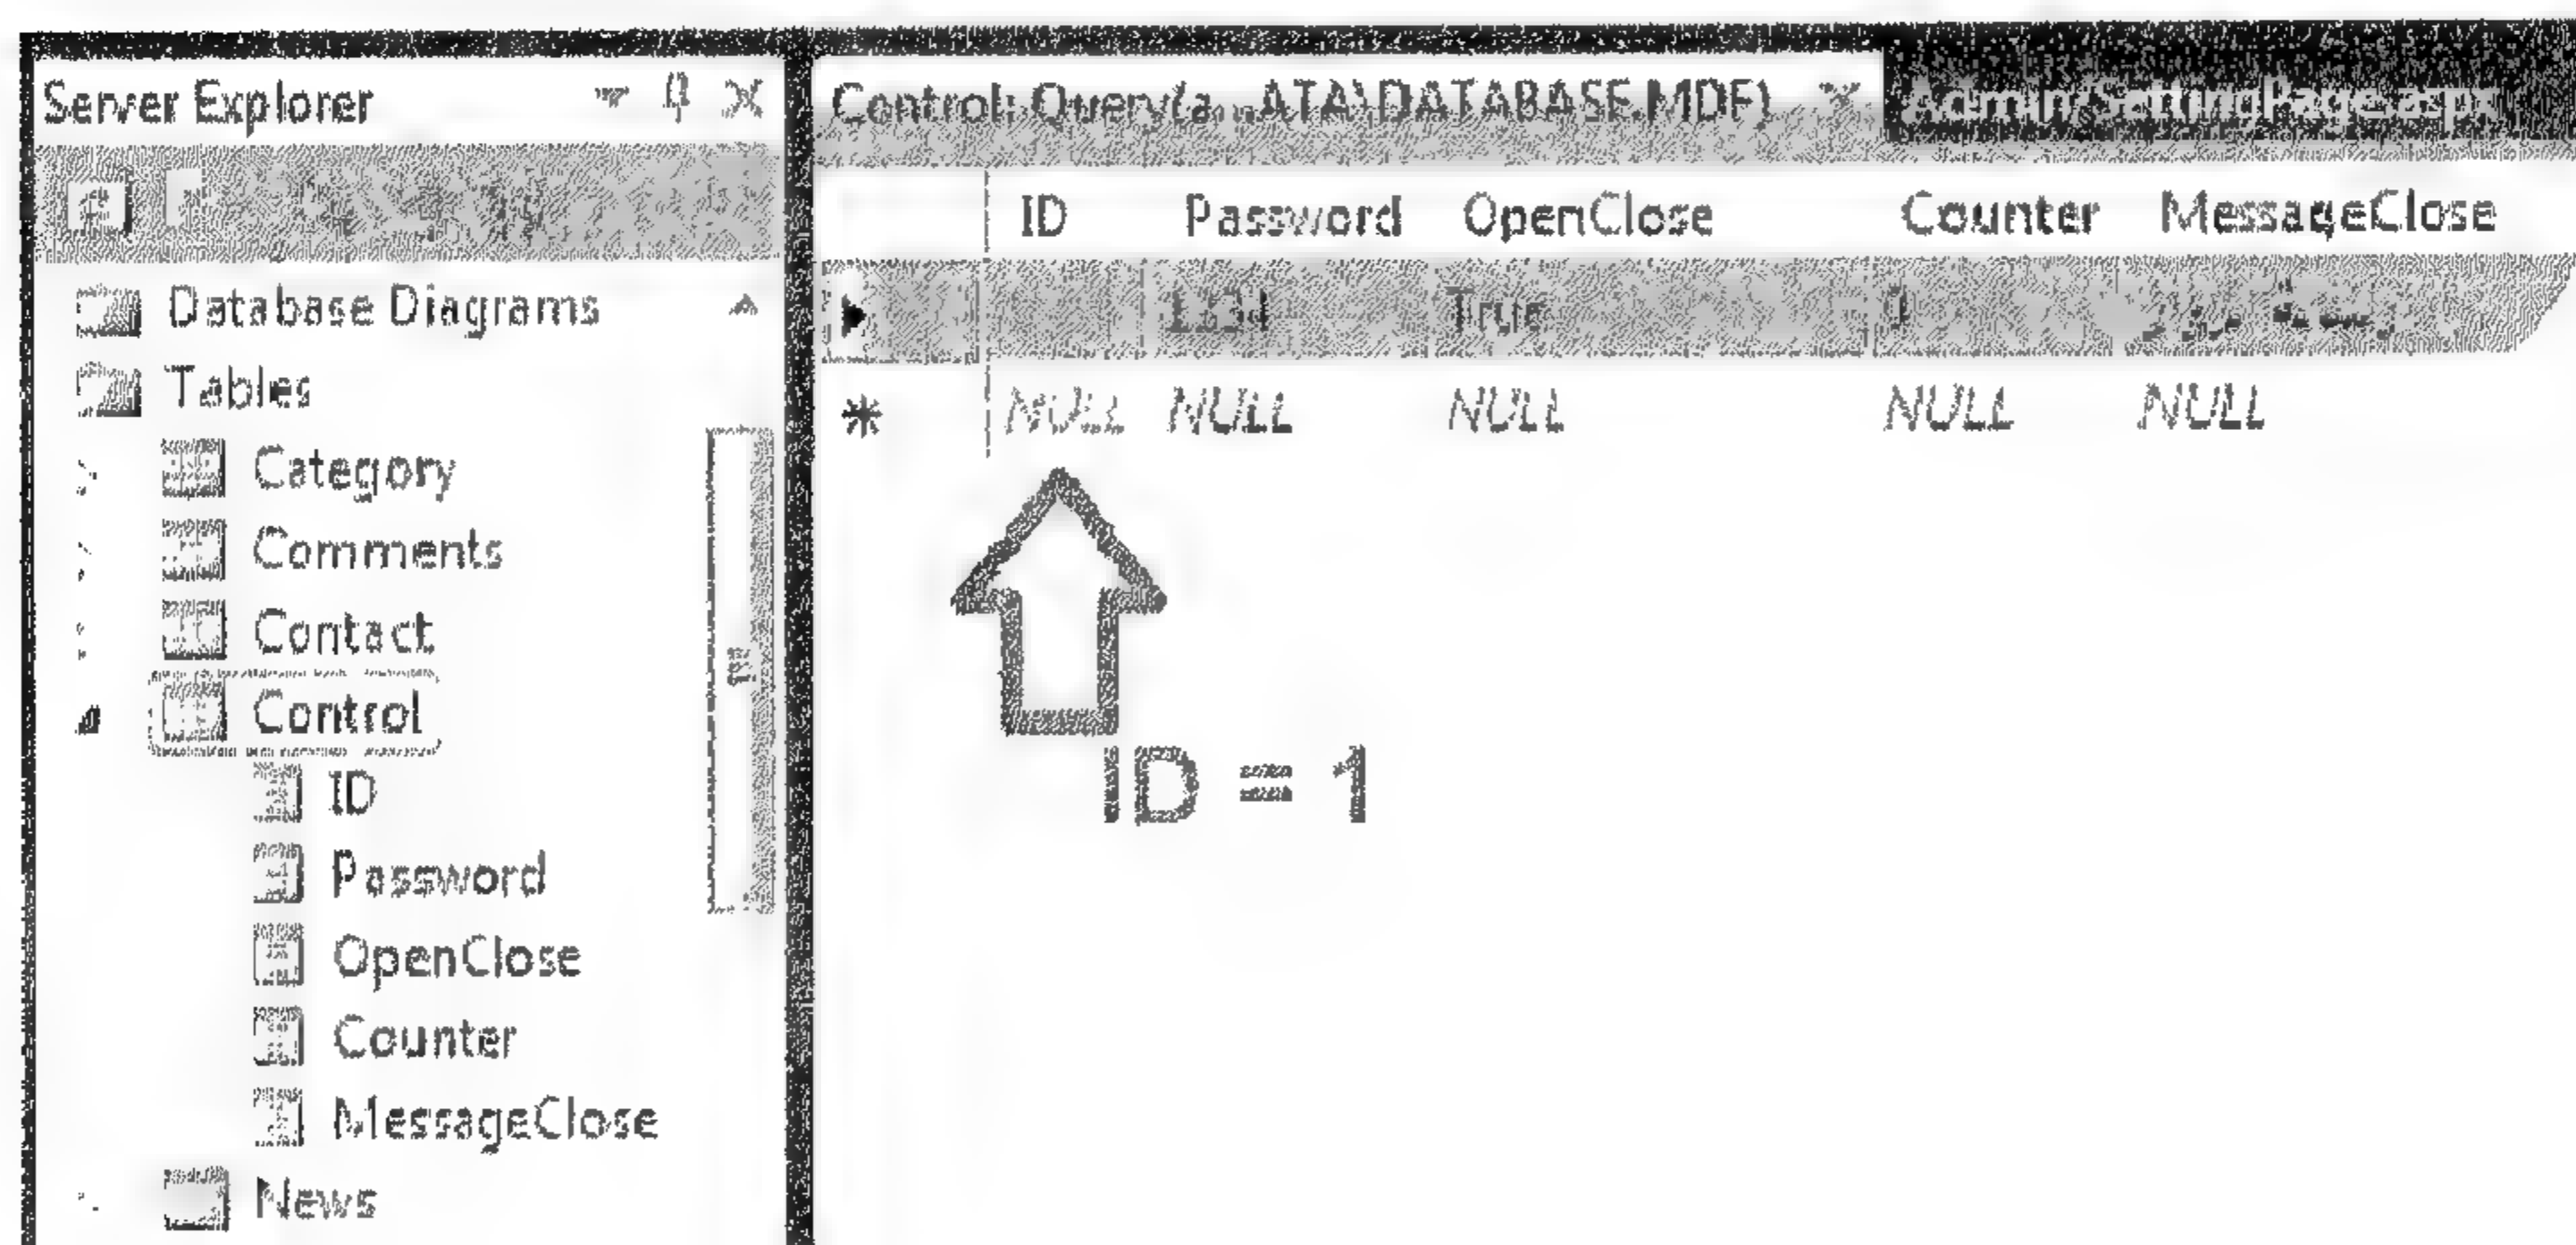 Server Explorer
Control: Query(a...ATA\DATABASE.MDF)
ID Password OpenClose Counter MessageClose
1234 True
NULL NULL NULL NULL NULL
ID = 1
Database Diagrams
Tables
Category
Comments
Contact
Control
ID
Password
OpenClose
Counter
MessageClose
News